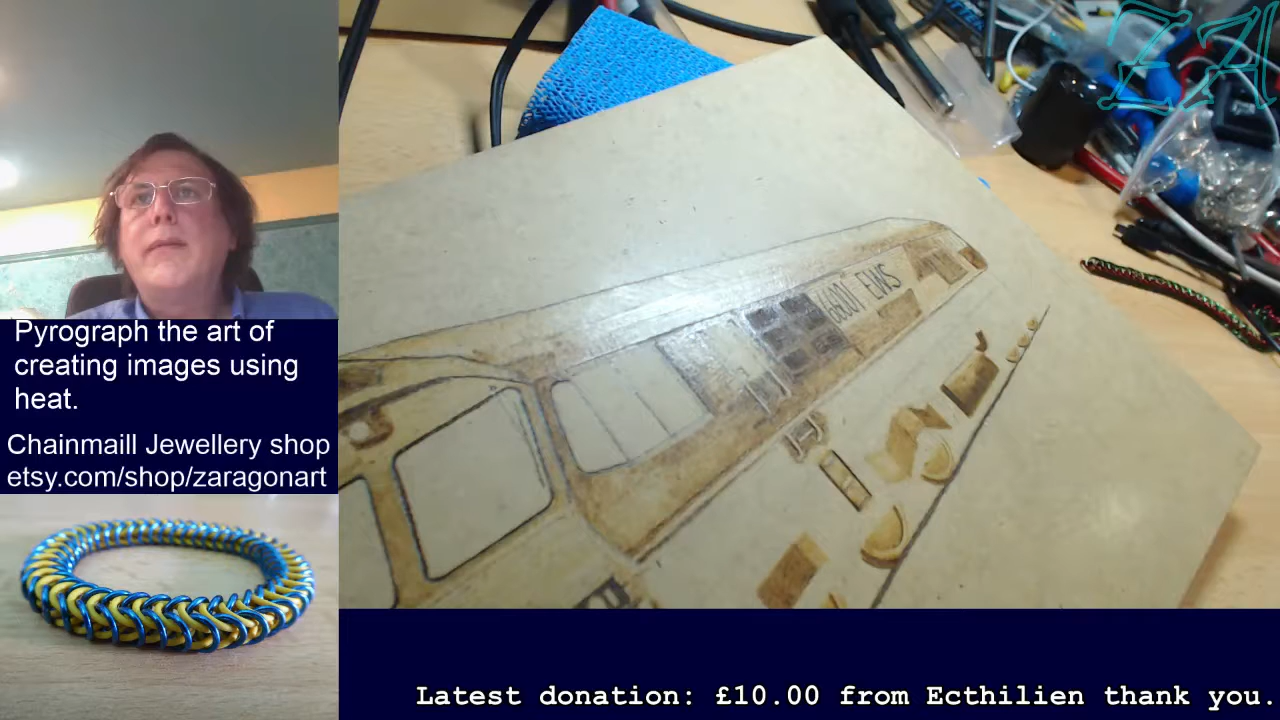 ZA
66001 EWS
Pyrograph the art of
creating images using
heat.
Chainmaill Jewellery shop
etsy.com/shop/zaragonart
Latest donation: £10.00 from Ecthilien thank you.